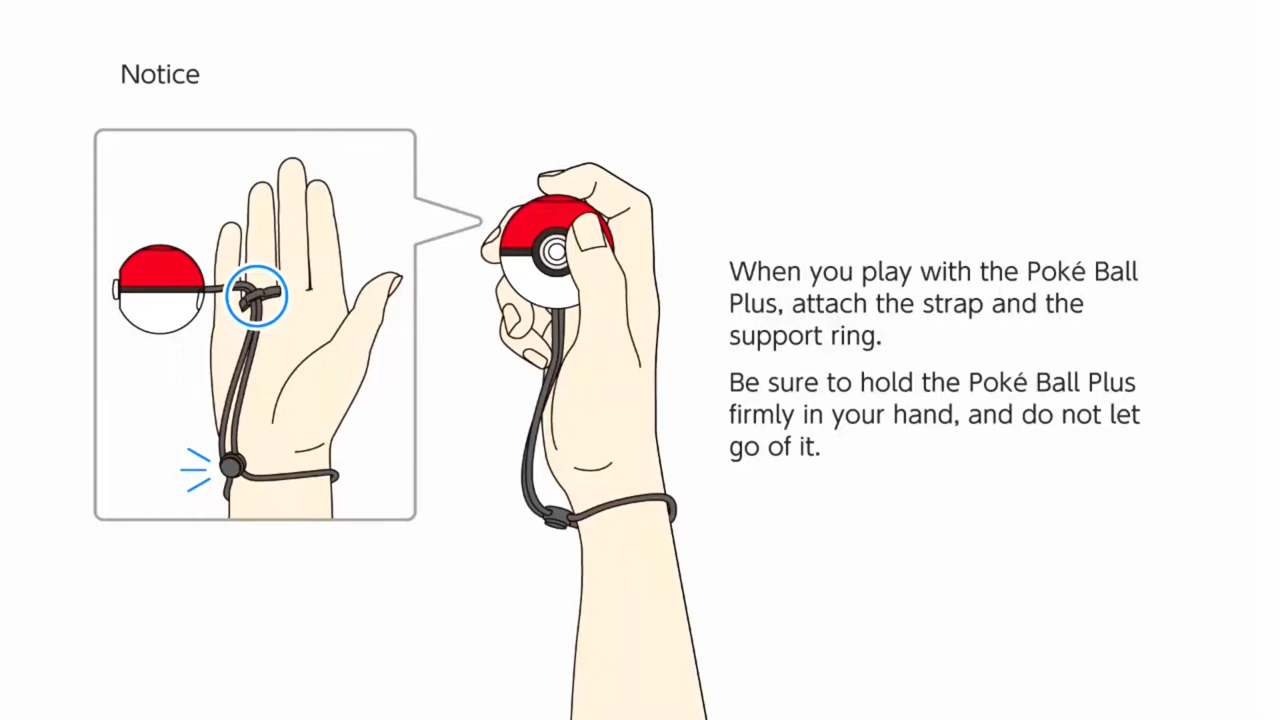 Notice
When you play with the Poké Ball
Plus, attach the strap and the
support ring.
Be sure to hold the Poké Ball Plus
firmly in your hand, and do not let
go of it.